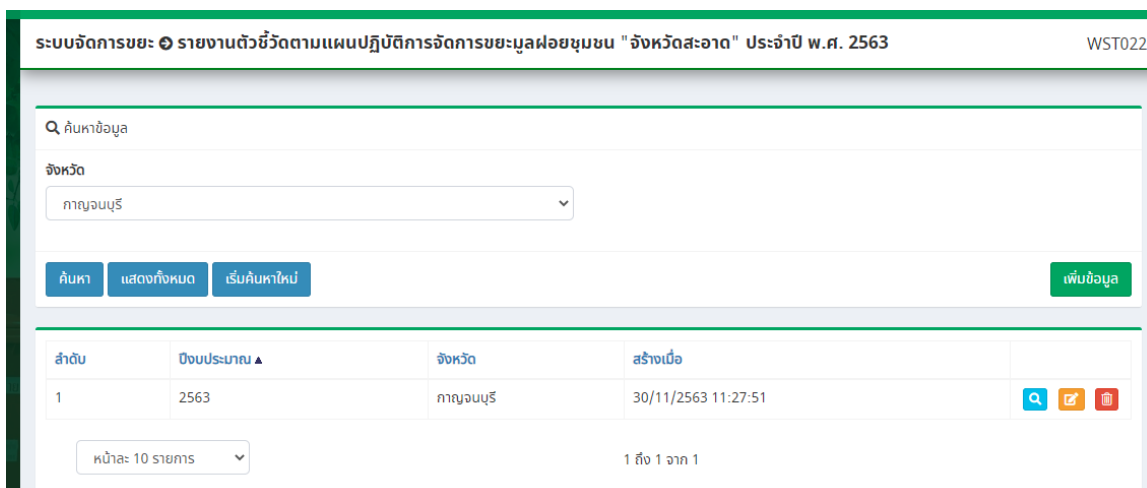 ระบบจัดการขยะ รายงานตัวชี้วัดตามแผนปฏิบัติการจัดการขยะมูลฝอยชุมชน "จังหวัดสะอาด" ประจำปี พ.ศ. 2563 WST022
ค้นหาข้อมูล
จังหวัด
กาญจนบุรี
ค้นหา แสดงทั้งหมด เริ่มค้นหาใหม่ เพิ่มข้อมูล
ลำดับ ปีงบประมาณ▲ จังหวัด สร้างเมื่อ
1 2563 กาญจนบุรี 30/11/2563 11:27:51
หน้าละ 10 รายการ 1 ถึง 1 จาก 1